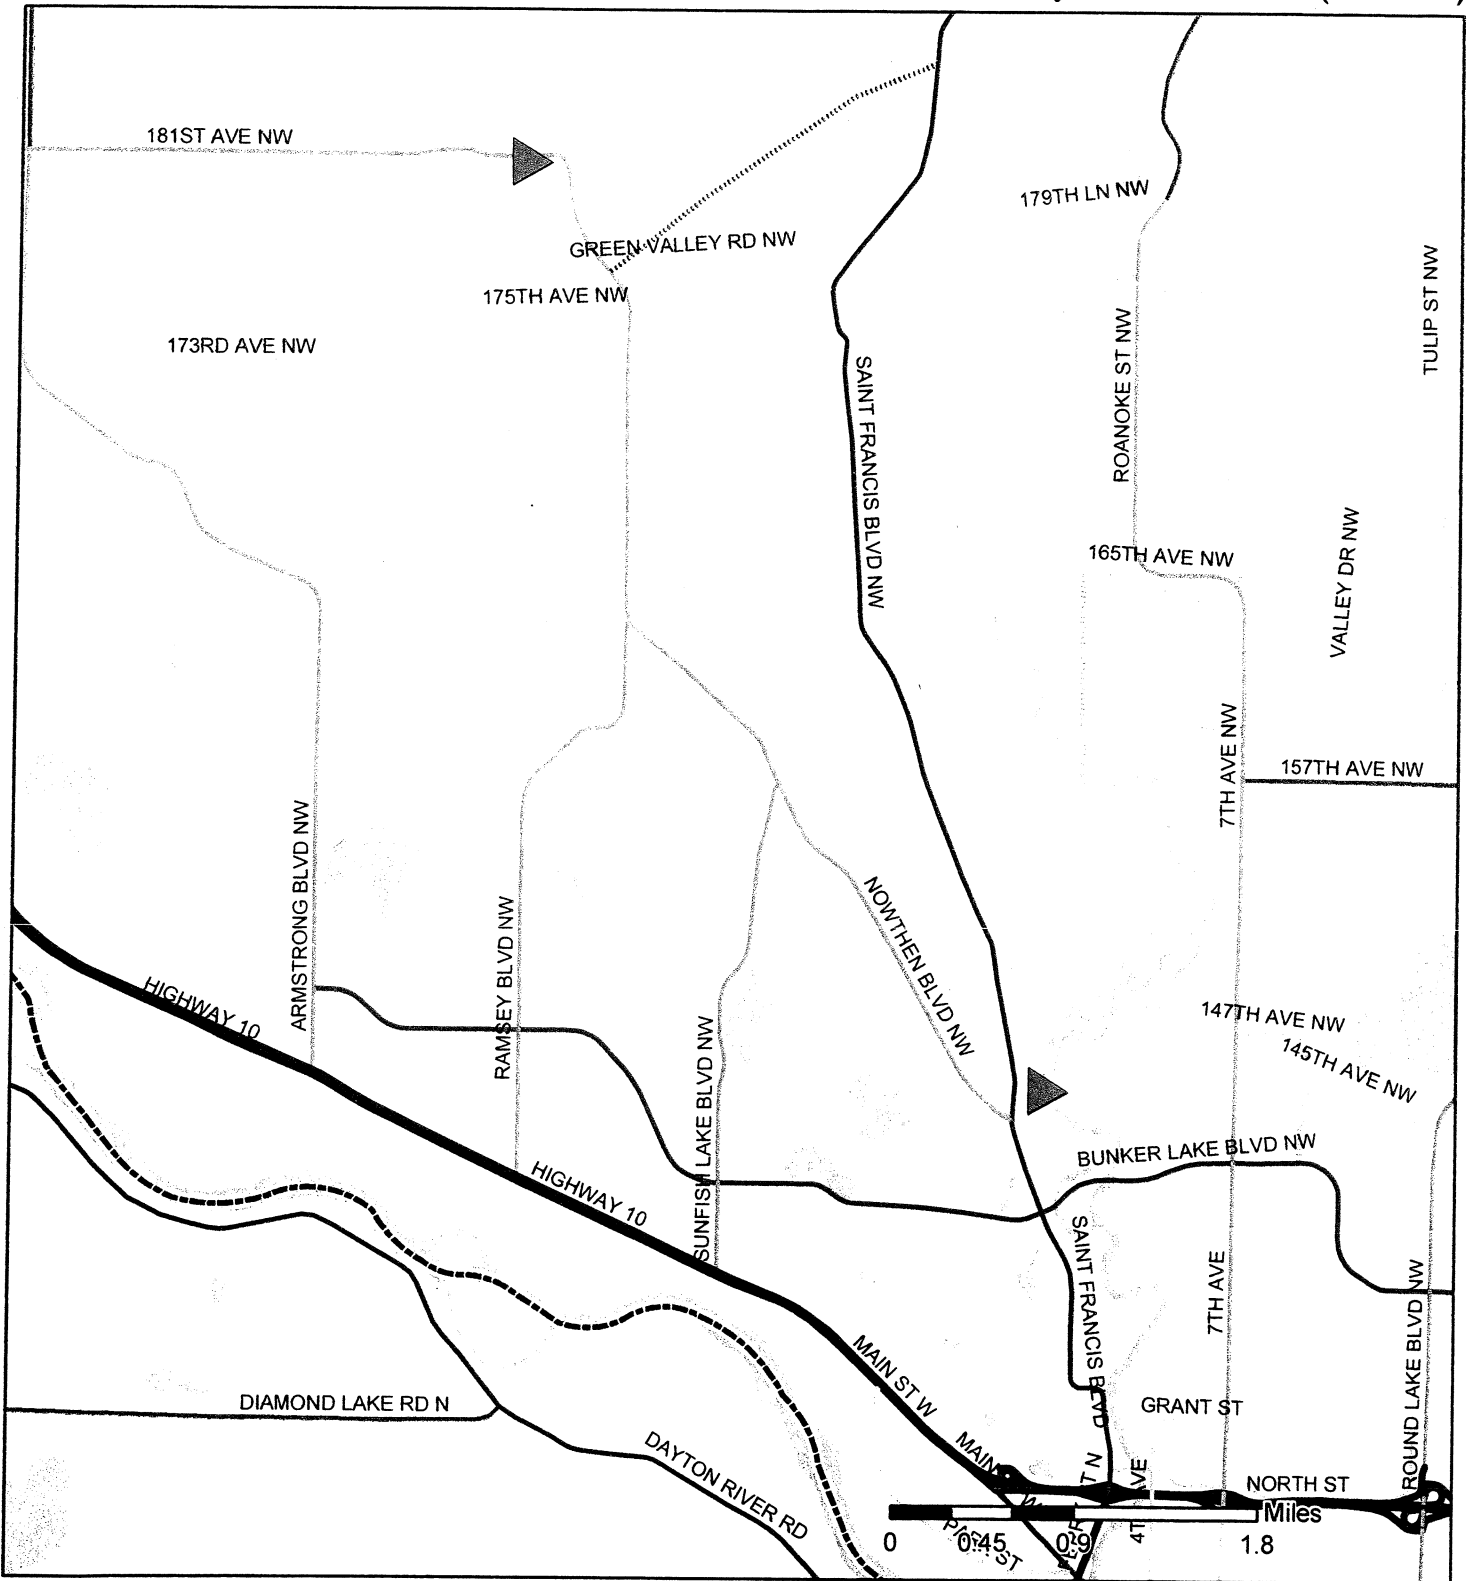 181ST AVE NW
179TH LN NW
GREEN VALLEY RD NW
TULIP ST NW
175TH AVE NW
173RD AVE NW
ROANOKE ST NW
SAINT FRANCIS BLVD NW
165TH AVE NW
VALLEY DR NW
7TH AVE NW
157TH AVE NW
ARMSTRONG BLVD NW
NOWTHEN BLVD NW
RAMSEY BLVD NW
HIGHWAY 10
147TH AVE NW
SUNFISH LAKE BLVD NW
145TH AVE NW
BUNKER LAKE BLVD NW
HIGHWAY 10
SAINT FRANCIS BLVD
7TH AVE
ROUND LAKE BLVD NW
MAIN ST W
DIAMOND LAKE RD N
GRANT ST
DAYTON RIVER RD
MAIN
W
NORTH ST
Miles
0 0.45 0.9 1.8